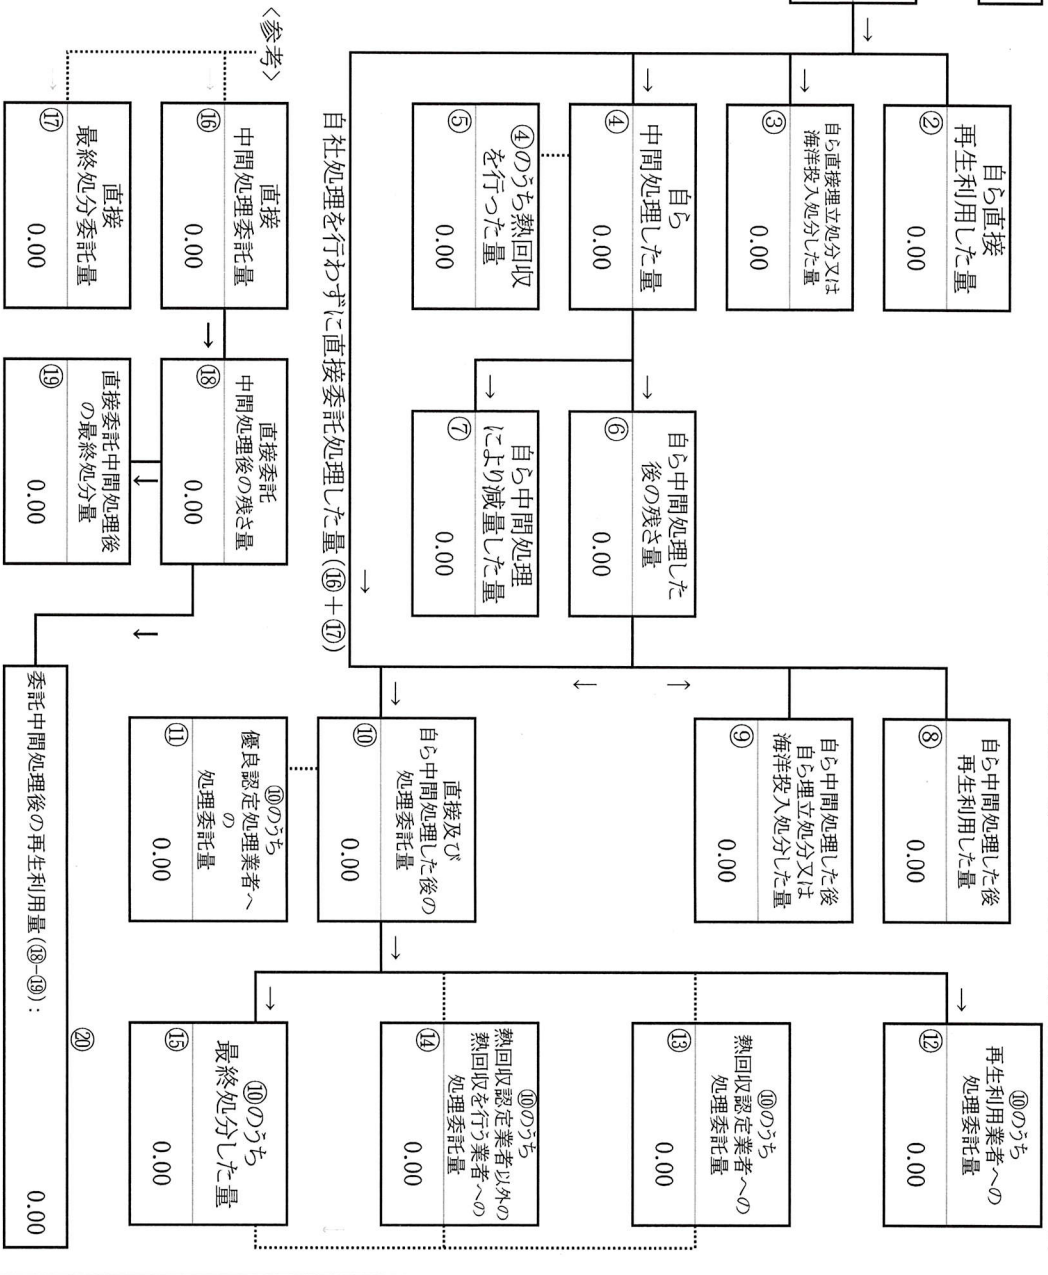 自ら直接
再生利用した量
②
0.00
自ら直接埋立処分又は
海洋投入処分した量
③
0.00
自ら
中間処理した量
④
0.00
④のうち熱回収
を行った量
⑤
0.00
自ら中間処理した
後の残さ量
⑥
0.00
自ら中間処理
により減量した量
⑦
0.00
自ら中間処理した後
再生利用した量
⑧
0.00
自ら中間処理した後
自ら埋立処分又は
海洋投入処分した量
⑨
0.00
直接及び
自ら中間処理した後の
処理委託量
⑩
0.00
⑩のうち
優良認定処理業者へ
の
処理委託量
⑪
0.00
⑩のうち
再生利用業者への
処理委託量
⑫
0.00
⑩のうち
熱回収認定業者への
処理委託量
⑬
0.00
⑩のうち
熱回収認定業者以外の
熱回収を行う業者への
処理委託量
⑭
0.00
⑩のうち
最終処分した量
⑮
0.00
自社処理を行わずに直接委託処理した量(⑯+⑰)
〈参考〉
直接
中間処理委託量
⑯
0.00
直接
最終処分委託量
⑰
0.00
直接委託
中間処理後の残さ量
⑱
0.00
直接委託中間処理後
の最終処分量
⑲
0.00
⑳
委託中間処理後の再生利用量(⑱-⑲):
0.00